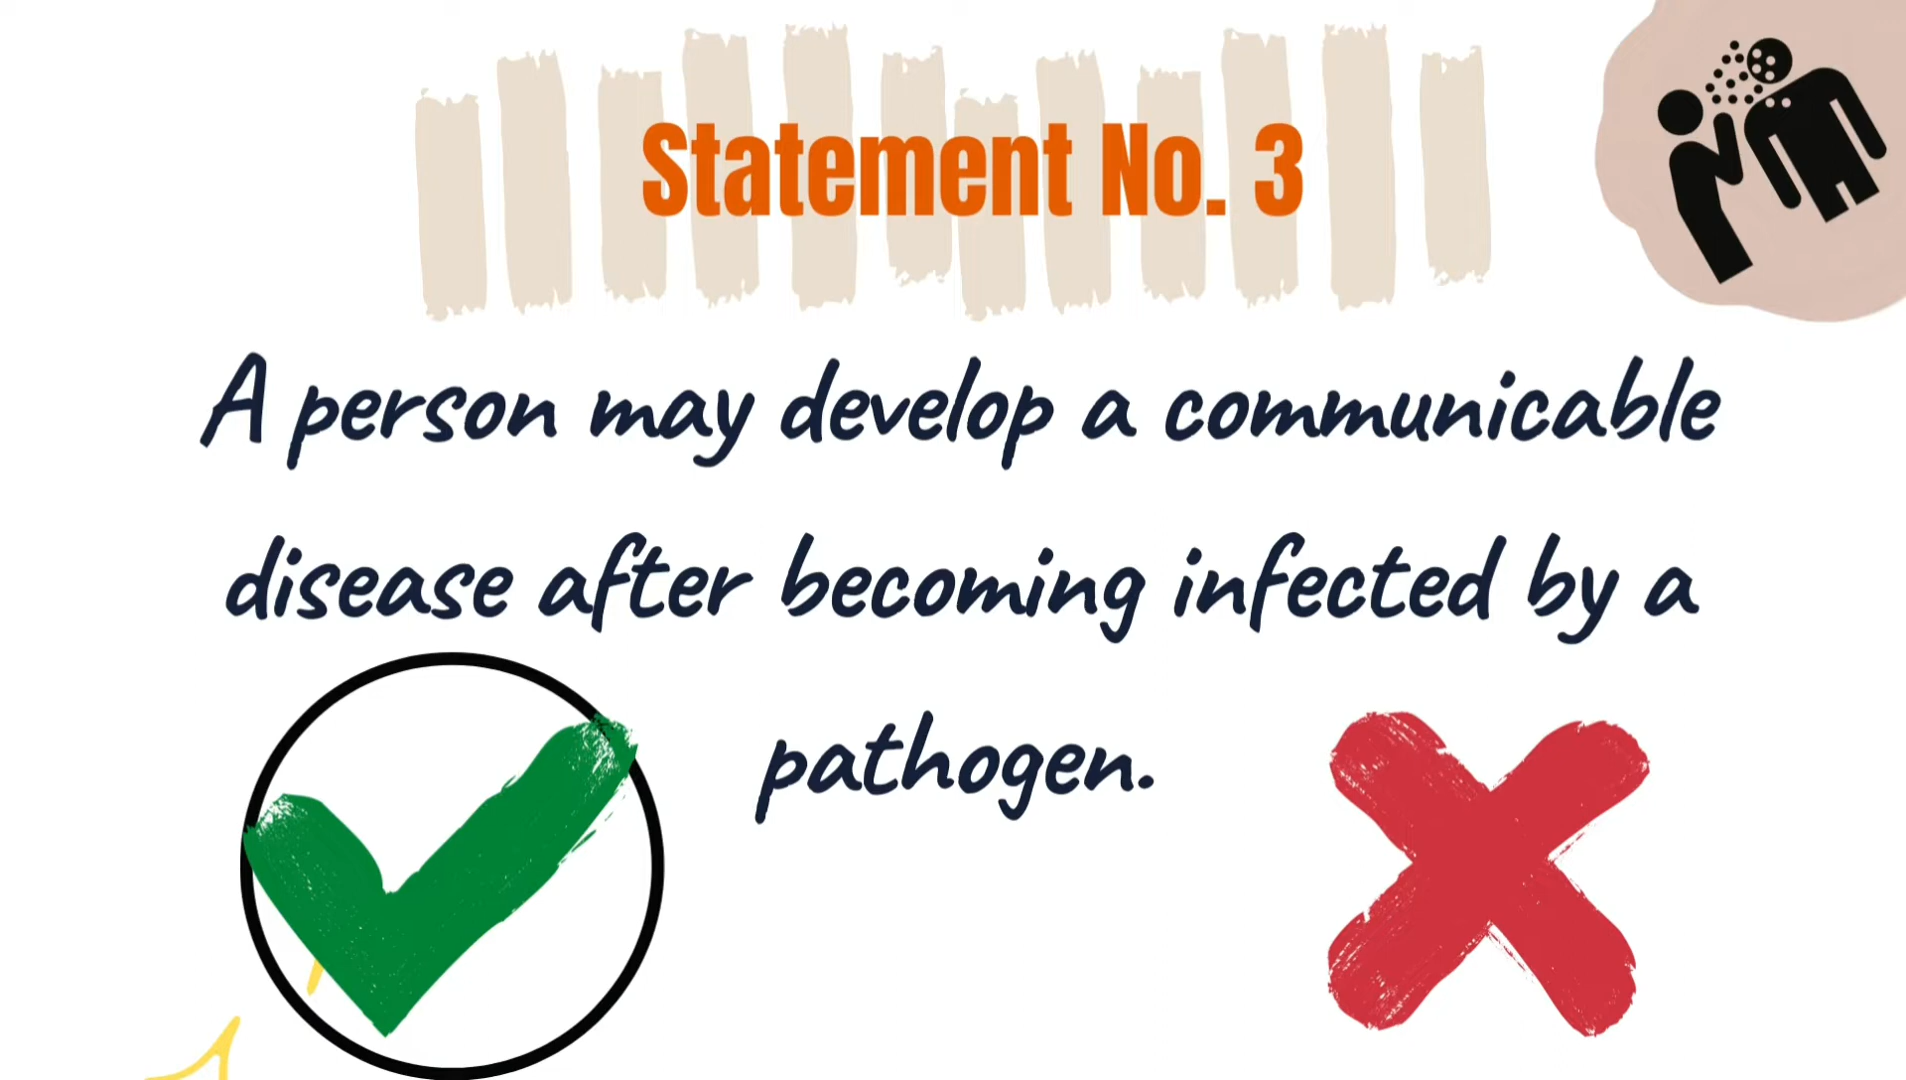 Statement No. 3
A person may develop a communicable
disease after becoming infected by a
pathogen.